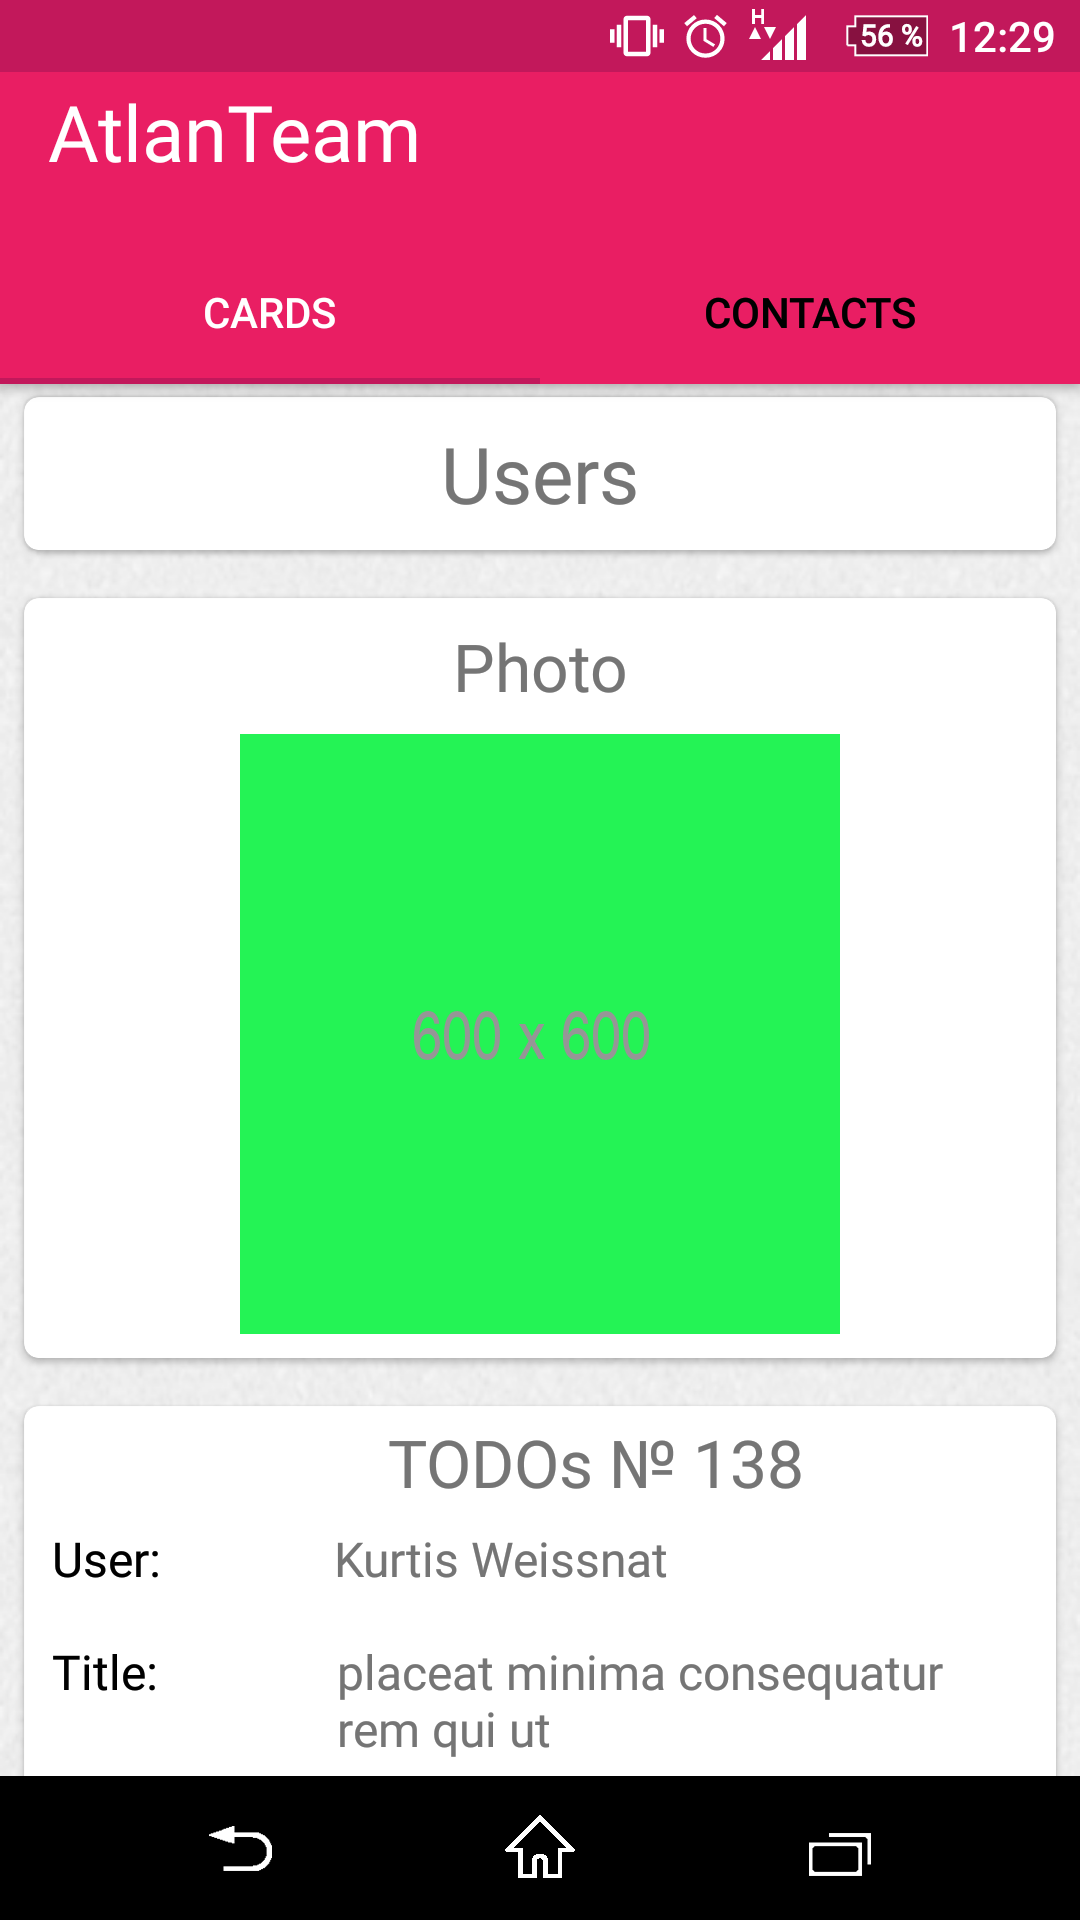 H
56 %
12:29
AtlanTeam
CARDS
CONTACTS
Users
Photo
600 x 600
TODOs № 138
User: Kurtis Weissnat
Title: placeat minima consequatur
rem qui ut